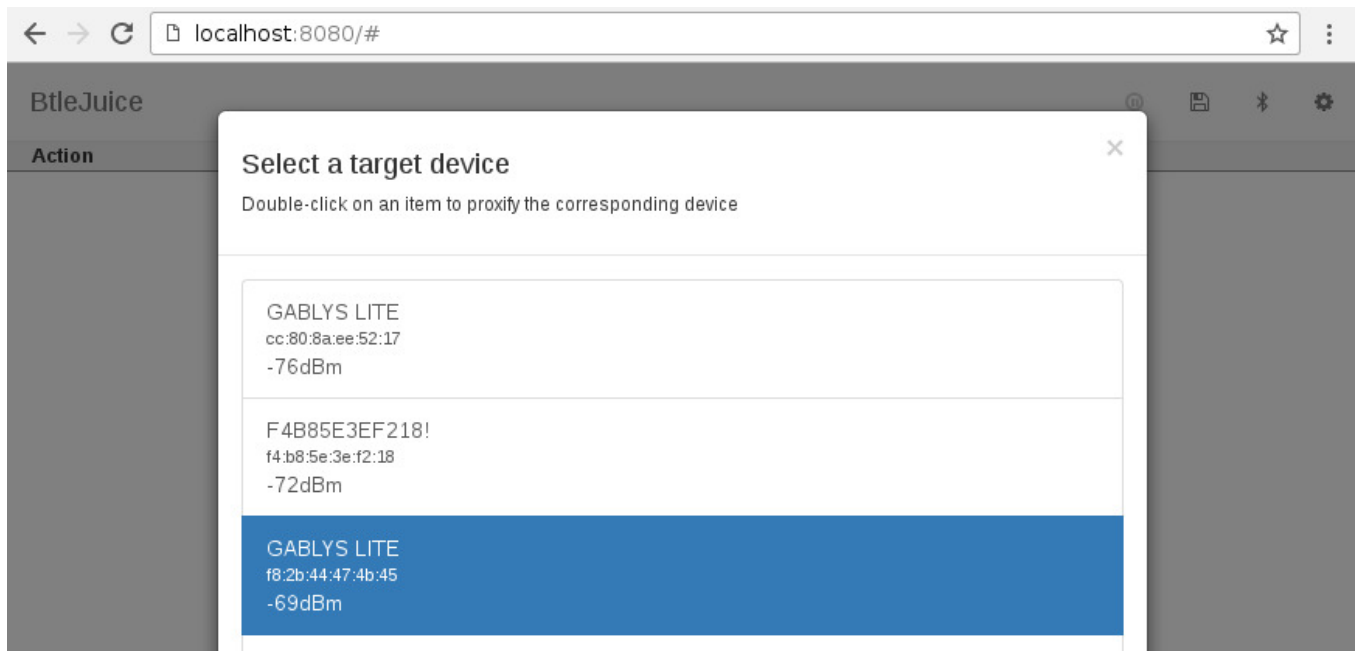 localhost:8080/#
BtleJuice
Action
Select a target device
Double-click on an item to proxify the corresponding device
GABLYS LITE
cc:80:8a:ee:52:17
-76dBm
F4B85E3EF218!
f4:b8:5e:3e:f2:18
-72dBm
GABLYS LITE
f8:2b:44:47:4b:45
-69dBm